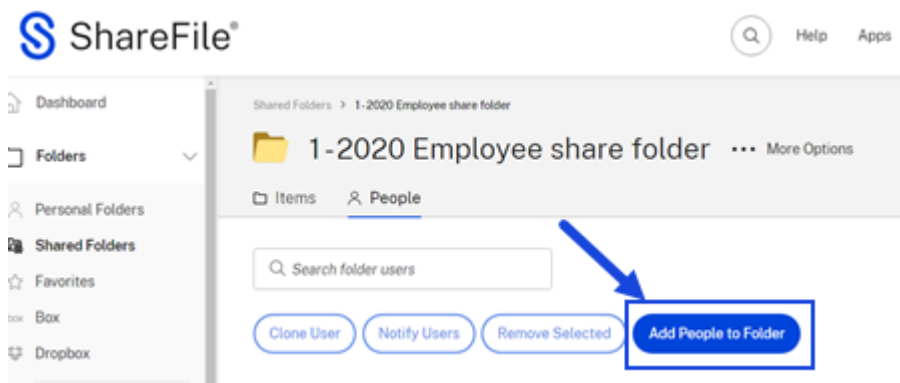 ShareFile®
Help Apps
Dashboard
Folders
Personal Folders
Shared Folders
Favorites
Box
Dropbox
Shared Folders > 1-2020 Employee share folder
1-2020 Employee share folder ••• More Options
Items People
Search folder users
Clone User Notify Users Remove Selected Add People to Folder